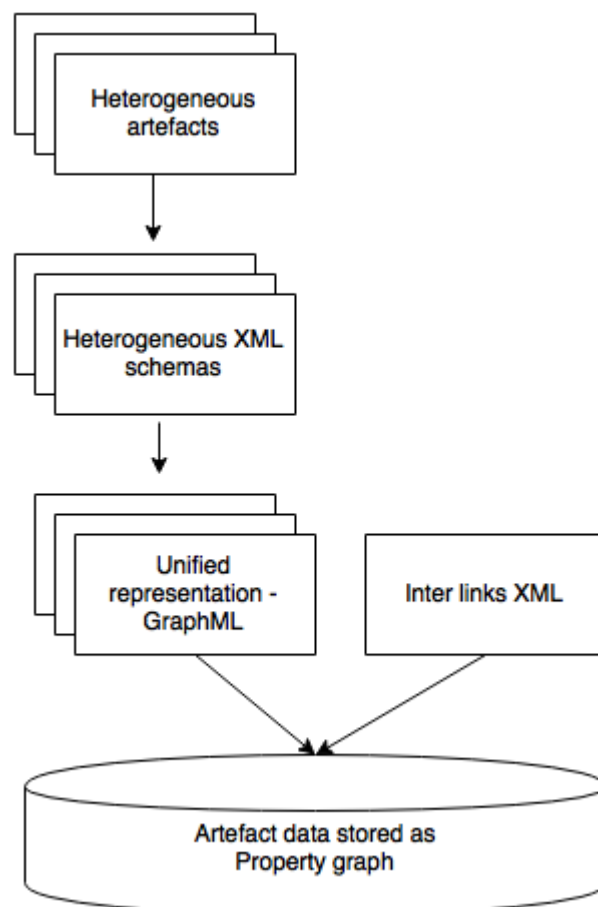 Heterogeneous
artefacts
Heterogeneous XML
schemas
Unified
representation -
GraphML
Inter links XML
Artefact data stored as
Property graph